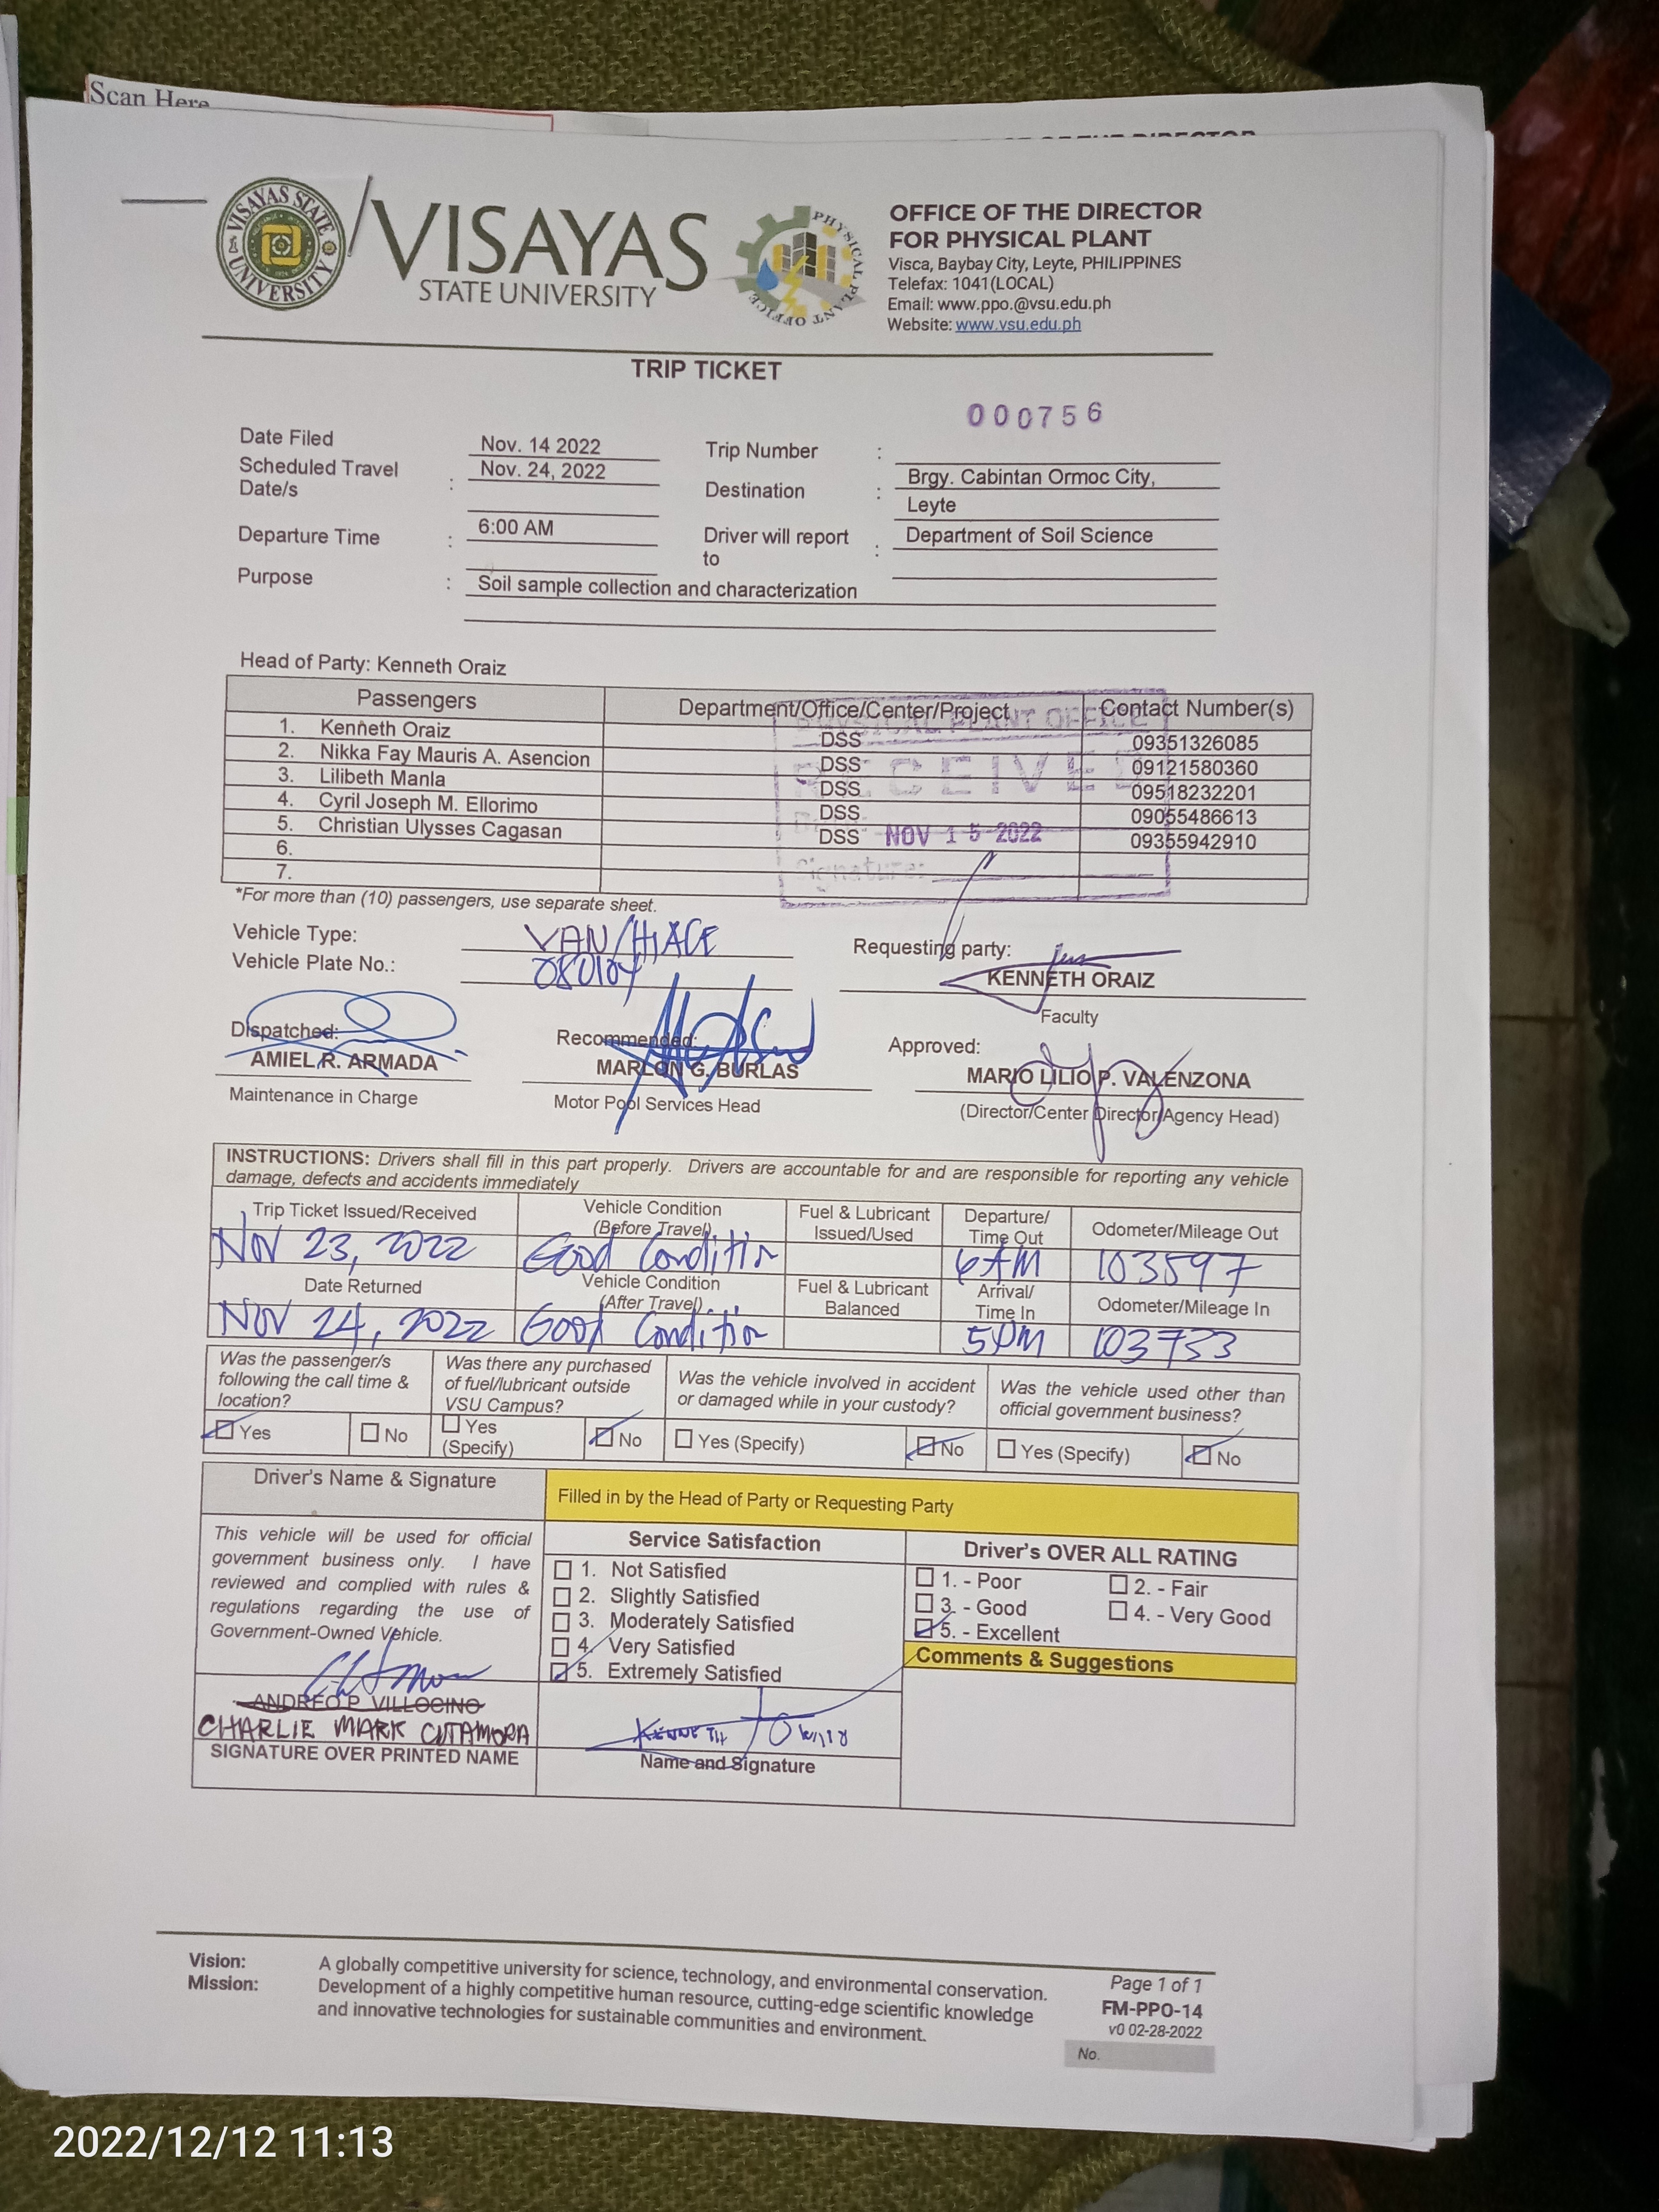 Scan Here
VISAYAS STATE UNIVERSITY
VISAYAS
STATE UNIVERSITY
PHYSICAL PLANT OFFICE
OFFICE OF THE DIRECTOR
FOR PHYSICAL PLANT
Visca, Baybay City, Leyte, PHILIPPINES
Telefax: 1041(LOCAL)
Email: www.ppo.@vsu.edu.ph
Website: www.vsu.edu.ph
TRIP TICKET
000756
Date Filed Nov. 14 2022 Trip Number :
Scheduled Travel Date/s : Nov. 24, 2022 Destination : Brgy. Cabintan Ormoc City,
Leyte
Departure Time : 6:00 AM Driver will report to : Department of Soil Science
Purpose : Soil sample collection and characterization
Head of Party: Kenneth Oraiz
Passengers Department/Office/Center/Project Contact Number(s)
1. Kenneth Oraiz DSS 09351326085
2. Nikka Fay Mauris A. Asencion DSS 09121580360
3. Lilibeth Manla DSS 09518232201
4. Cyril Joseph M. Ellorimo DSS 09055486613
5. Christian Ulysses Cagasan DSS 09355942910
6.
7.
PHYSICAL PLANT OFFICE
RECEIVED
NOV 15 2022
Signature:
*For more than (10) passengers, use separate sheet.
Vehicle Type: VAN/HIACE
Vehicle Plate No.: 080104
Requesting party:
KENNETH ORAIZ
Faculty
Dispatched: Recommended: Approved:
AMIEL R. ARMADA MARLON G. BURLAS MARIO LILIO P. VALENZONA
Maintenance in Charge Motor Pool Services Head (Director/Center Director/Agency Head)
INSTRUCTIONS: Drivers shall fill in this part properly. Drivers are accountable for and are responsible for reporting any vehicle
damage, defects and accidents immediately
Trip Ticket Issued/Received Vehicle Condition (Before Travel) Fuel & Lubricant Issued/Used Departure/ Time Out Odometer/Mileage Out
NOV 23, 2022 Good Condition 6AM 103597
Date Returned Vehicle Condition (After Travel) Fuel & Lubricant Balanced Arrival/ Time In Odometer/Mileage In
NOV 24, 2022 Good Condition 5PM 103733
Was the passenger/s following the call time & location? Was there any purchased of fuel/lubricant outside VSU Campus? Was the vehicle involved in accident or damaged while in your custody? Was the vehicle used other than official government business?
Yes No Yes (Specify) No Yes (Specify) No Yes (Specify) No
Driver's Name & Signature
Filled in by the Head of Party or Requesting Party
This vehicle will be used for official
government business only. I have
reviewed and complied with rules &
regulations regarding the use of
Government-Owned Vehicle.
ANDREO P. VILLOCINO
CHARLIE MARK CUTAMORA
SIGNATURE OVER PRINTED NAME
Service Satisfaction
1. Not Satisfied
2. Slightly Satisfied
3. Moderately Satisfied
4. Very Satisfied
5. Extremely Satisfied
KENNETH
Name and Signature
Driver's OVER ALL RATING
1. - Poor 2. - Fair
3. - Good 4. - Very Good
5. - Excellent
Comments & Suggestions
Vision: A globally competitive university for science, technology, and environmental conservation.
Mission: Development of a highly competitive human resource, cutting-edge scientific knowledge
and innovative technologies for sustainable communities and environment.
Page 1 of 1
FM-PPO-14
v0 02-28-2022
No.
2022/12/12 11:13